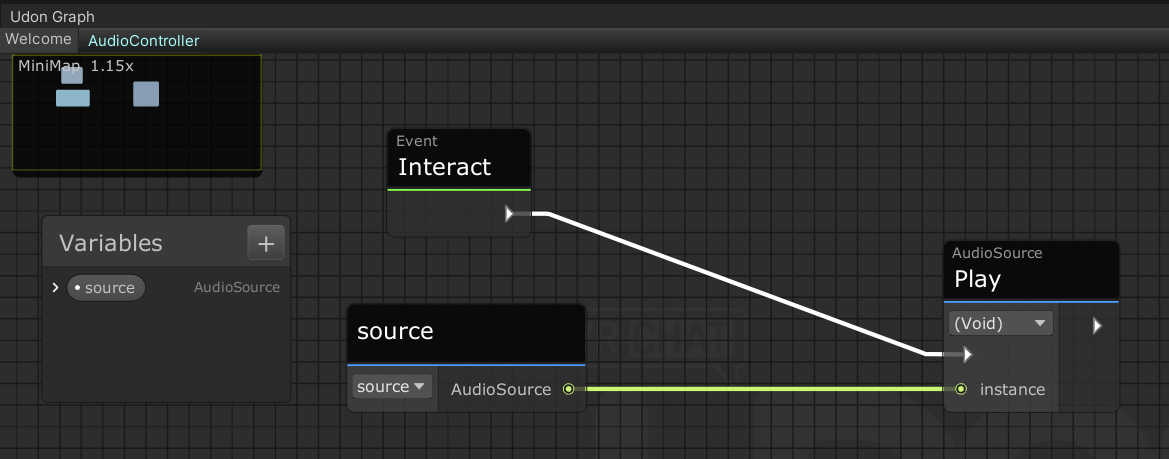 Udon Graph
Welcome
AudioController
MiniMap 1.15x
Event
Interact
Variables
+
source
AudioSource
AudioSource
Play
(Void)
source
source
AudioSource
instance
VRCHAT